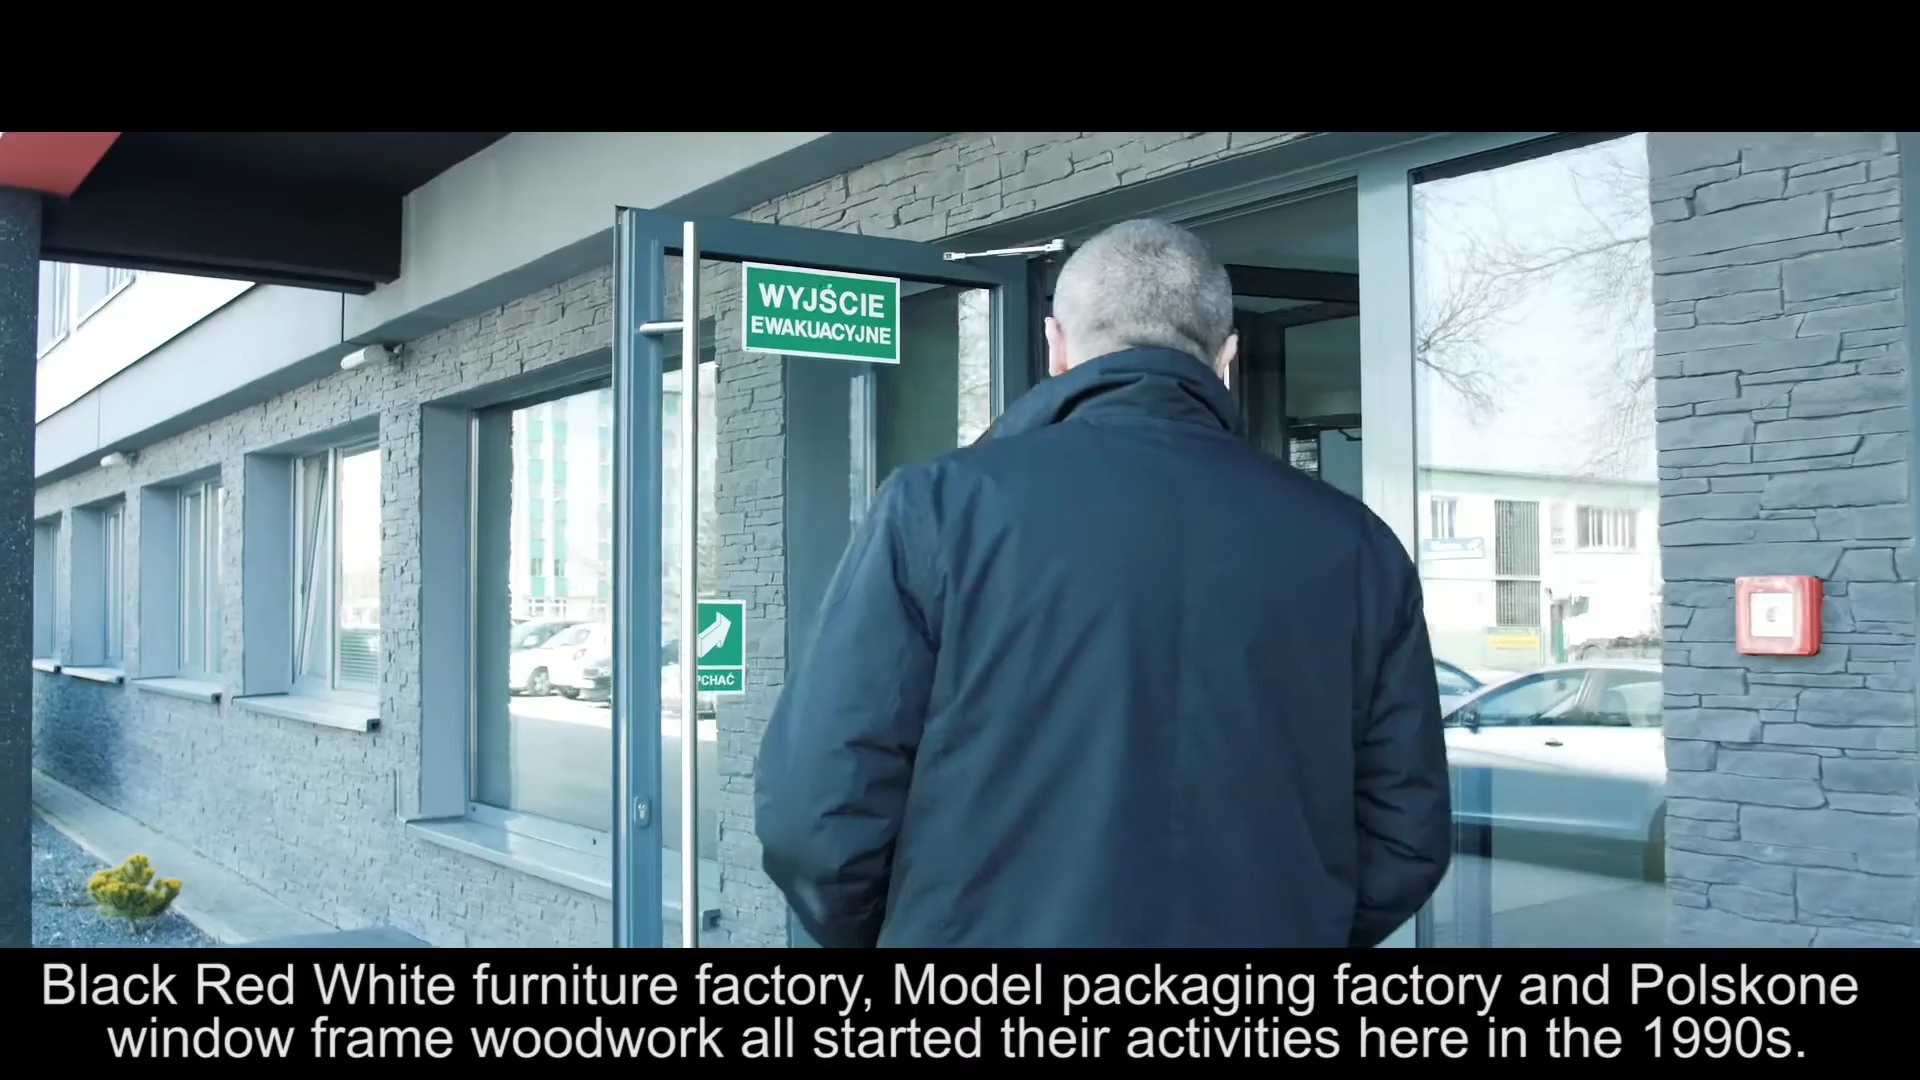 WYJŚCIE
EWAKUACYJNE
PCHAĆ
Black Red White furniture factory, Model packaging factory and Polskone
window frame woodwork all started their activities here in the 1990s.